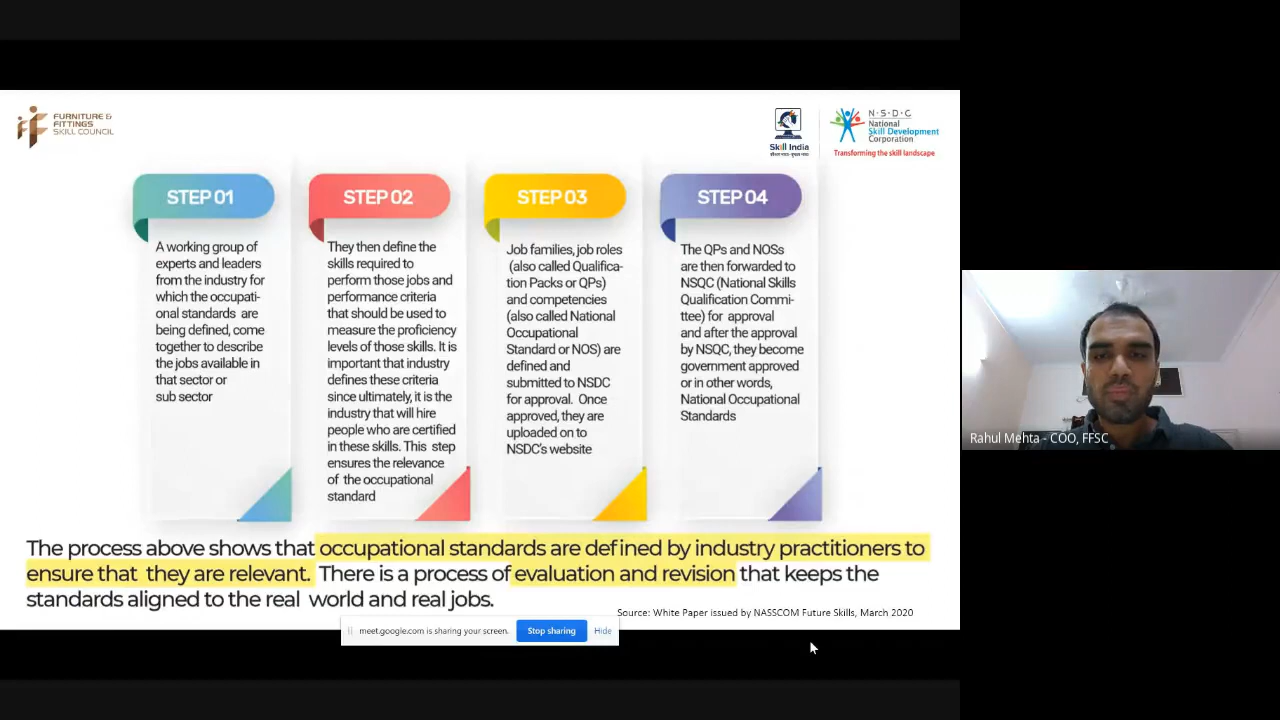 FURNITURE &
FITTINGS
SKILL COUNCIL
Skill India
N·S·D·C
National
Skill Development
Corporation
Transforming the skill landscape
STEP 01
A working group of
experts and leaders
from the industry for
which the occupati-
onal standards are
being defined, come
together to describe
the jobs available in
that sector or
sub sector
STEP 02
They then define the
skills required to
perform those jobs and
performance criteria
that should be used to
measure the proficiency
levels of those skills. It is
important that industry
defines these criteria
since ultimately, it is the
industry that will hire
people who are certified
in these skills. This step
ensures the relevance
of the occupational
standard
STEP 03
Job families, job roles
(also called Qualifica-
tion Packs or QPs)
and competencies
(also called National
Occupational
Standard or NOS) are
defined and
submitted to NSDC
for approval. Once
approved, they are
uploaded on to
NSDC's website
STEP 04
The QPs and NOSs
are then forwarded to
NSQC (National Skills
Qualification Commi-
ttee) for approval
and after the approval
by NSQC, they become
government approved
or in other words,
National Occupational
Standards
The process above shows that occupational standards are defined by industry practitioners to
ensure that they are relevant. There is a process of evaluation and revision that keeps the
standards aligned to the real world and real jobs.
Source: White Paper issued by NASSCOM Future Skills, March 2020
meet.google.com is sharing your screen.
Stop sharing
Hide
Rahul Mehta - COO, FFSC